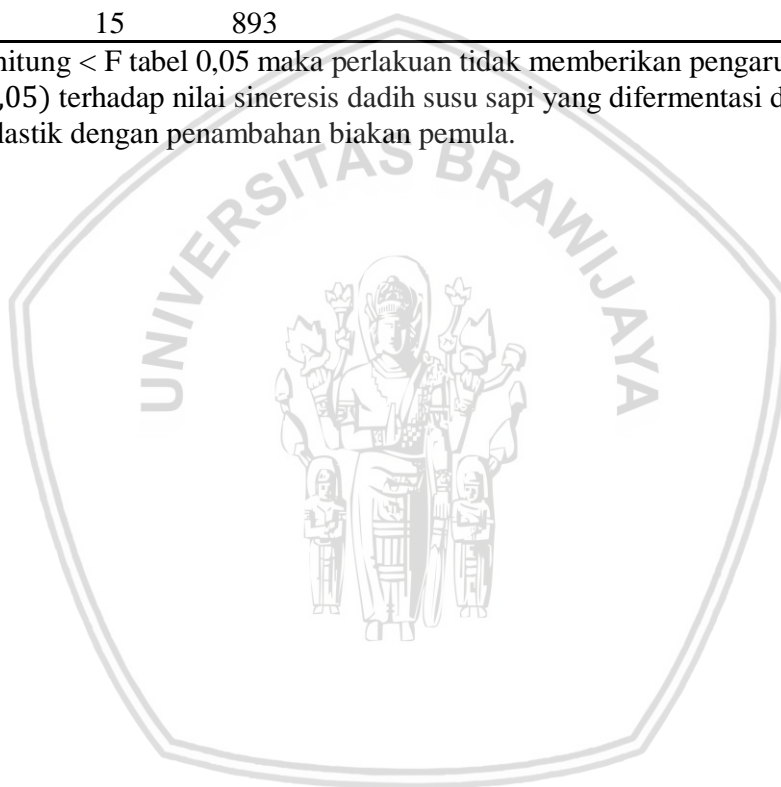 15 893
hitung < F tabel 0,05 maka perlakuan tidak memberikan
,05) terhadap nilai sineresis dadih susu sapi yang difermentasi
lastik dengan penambahan biakan pemula.
UNIVERSITAS BRAWIJAYA